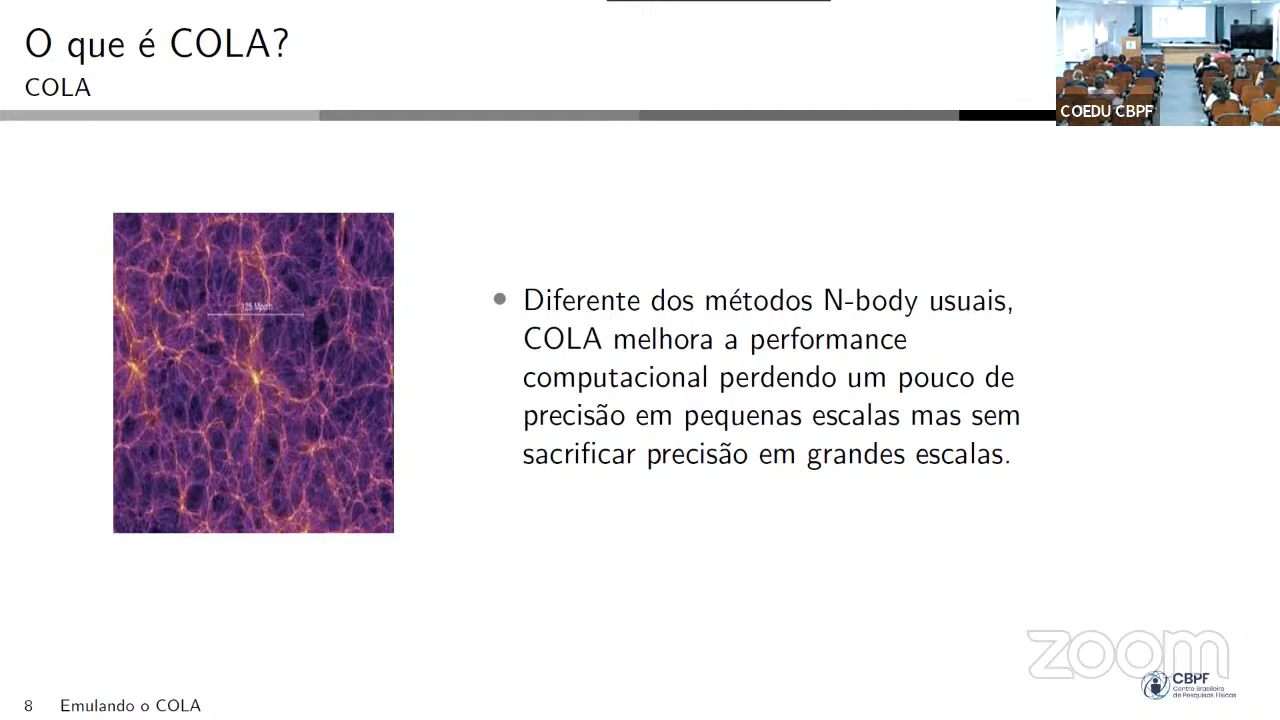 O que é COLA?
COLA
COEDU CBPF
125 Mpc/h
• Diferente dos métodos N-body usuais,
COLA melhora a performance
computacional perdendo um pouco de
precisão em pequenas escalas mas sem
sacrificar precisão em grandes escalas.
zoom
CBPF
Centro Brasileiro
de Pesquisas Físicas
8 Emulando o COLA